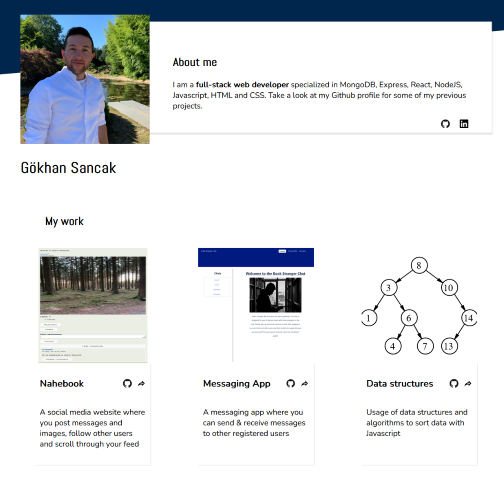 About me
I am a full-stack web developer specialized in MongoDB, Express, React, NodeJS,
Javascript, HTML and CSS. Take a look at my Github profile for some of my previous
projects.
Gökhan Sancak
My work
Welcome to the Book Stranger Chat
8
3
10
1
6
14
4
7
13
Nahebook
Messaging App
Data structures
A social media website where
you post messages and
images, follow other users
and scroll through your feed
A messaging app where you
can send & receive messages
to other registered users
Usage of data structures and
algorithms to sort data with
Javascript